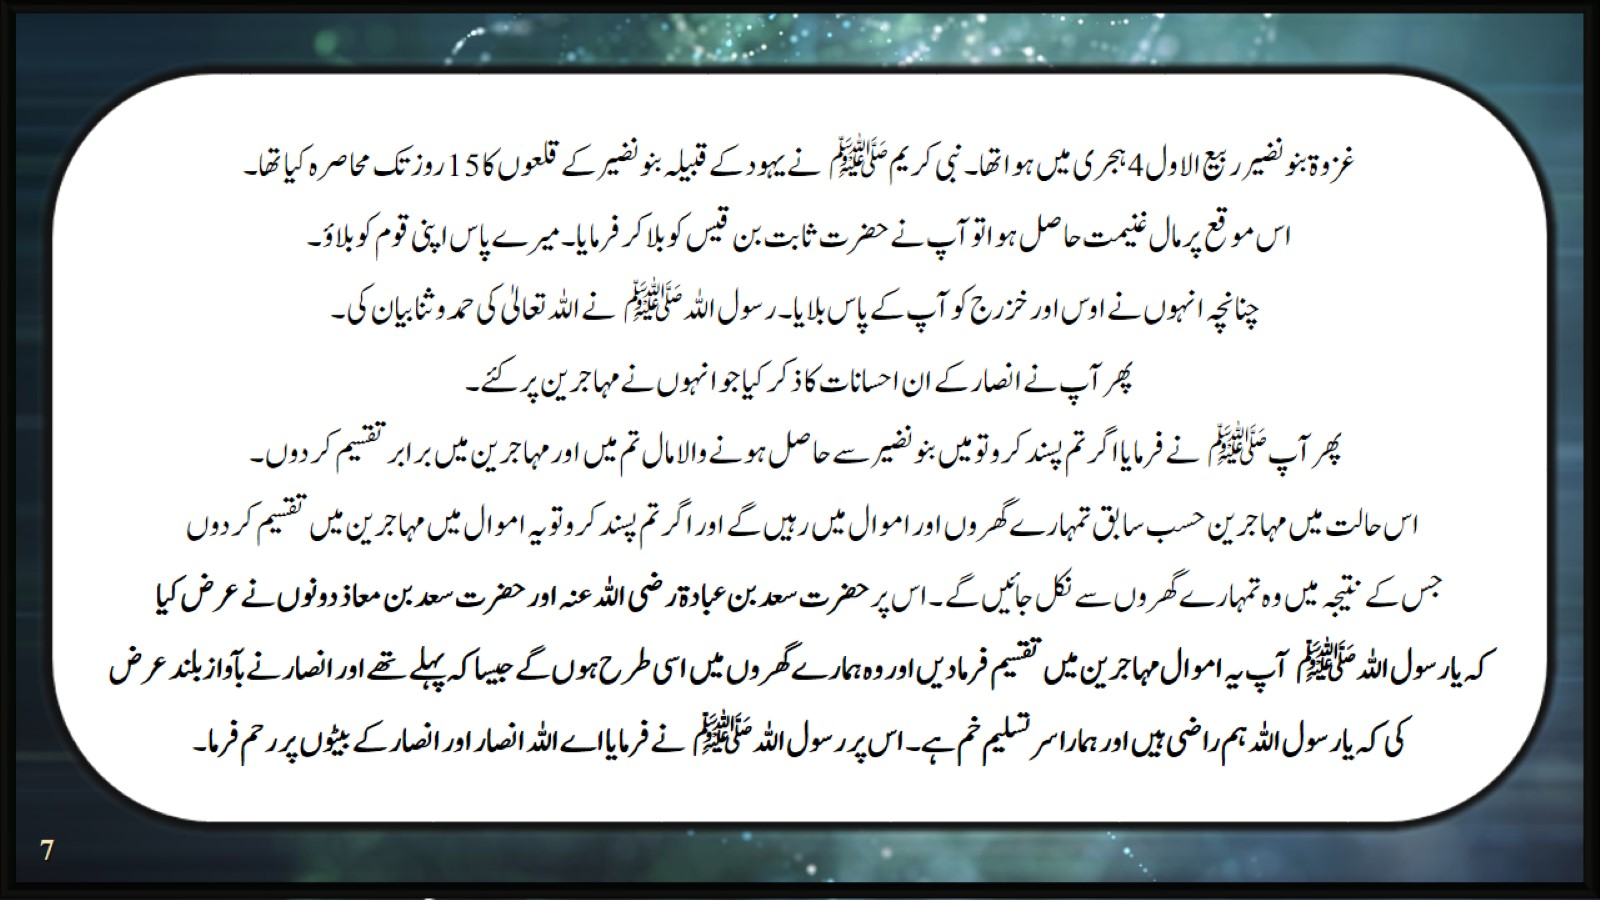 غزوۃ بنو نضیر ربیع الاول 4 ہجری میں ہوا تھا۔ نبی کریم ﷺ نے یہود کے قبیلہ بنو نضیر کے قلعوں کا 15 روز تک محاصرہ کیا تھا۔
اس موقع پر مال غنیمت حاصل ہوا تو آپ نے حضرت ثابت بن قیس کو بلا کر فرمایا۔ میرے پاس اپنی قوم کو بلاؤ۔
چنانچہ انہوں نے اوس اور خزرج کو آپ کے پاس بلایا۔ رسول اللہ ﷺ نے اللہ تعالیٰ کی حمد و ثنا بیان کی۔
پھر آپ نے انصار کے ان احسانات کا ذکر کیا جو انہوں نے مہاجرین پر کئے۔
پھر آپ ﷺ نے فرمایا اگر تم پسند کرو تو میں بنو نضیر سے حاصل ہونے والا مال تم میں اور مہاجرین میں برابر تقسیم کر دوں۔
اس حالت میں مہاجرین حسب سابق تمہارے گھروں اور اموال میں رہیں گے اور اگر تم پسند کرو تو یہ اموال میں مہاجرین میں تقسیم کر دوں
جس کے نتیجہ میں وہ تمہارے گھروں سے نکل جائیں گے۔ اس پر حضرت سعد بن عبادۃ رضی اللہ عنہ اور حضرت سعد بن معاذ دونوں نے عرض کیا
کہ یا رسول اللہ ﷺ آپ یہ اموال مہاجرین میں تقسیم فرمادیں اور وہ ہمارے گھروں میں اسی طرح ہوں گے جیسا کہ پہلے تھے اور انصار نے بآواز بلند عرض
کی کہ یا رسول اللہ ہم راضی ہیں اور ہمارا سر تسلیم خم ہے۔ اس پر رسول اللہ ﷺ نے فرمایا اے اللہ انصار اور انصار کے بیٹوں پر رحم فرما۔
7